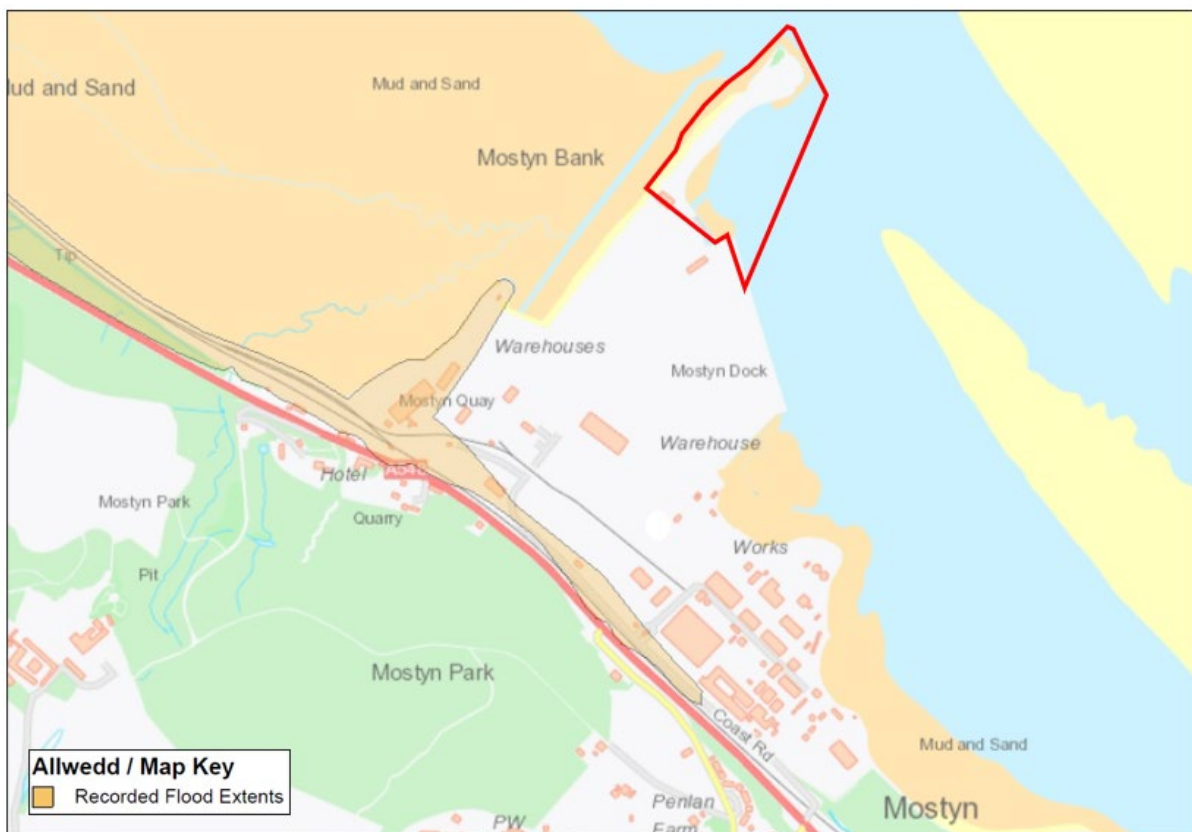 Mud and Sand
ud and Sand
Mostyn Bank
Tip
Warehouses
Mostyn Dock
Mostyn Quay
Warehouse
Hotel
A548
Mostyn Park
Quarry
Works
Pit
Mostyn Park
Coast Rd
Mud and Sand
Allwedd / Map Key
Recorded Flood Extents
Penlan
Farm
Mostyn
PW